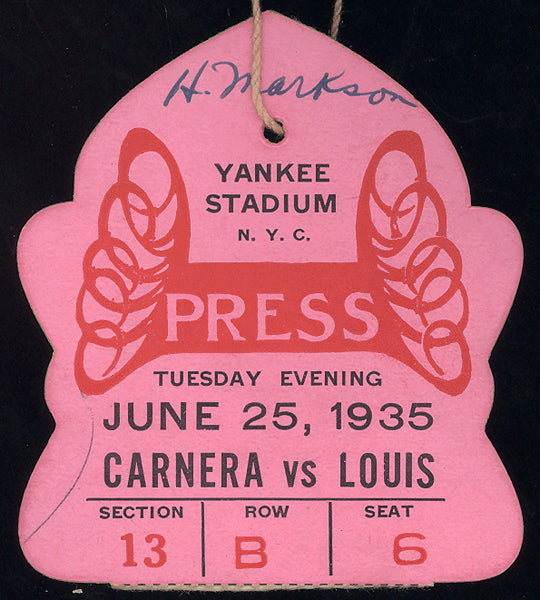 H. Markson
YANKEE
STADIUM
N. Y. C.
PRESS
TUESDAY EVENING
JUNE 25, 1935
CARNERA vs LOUIS
SECTION ROW SEAT
13 B 6